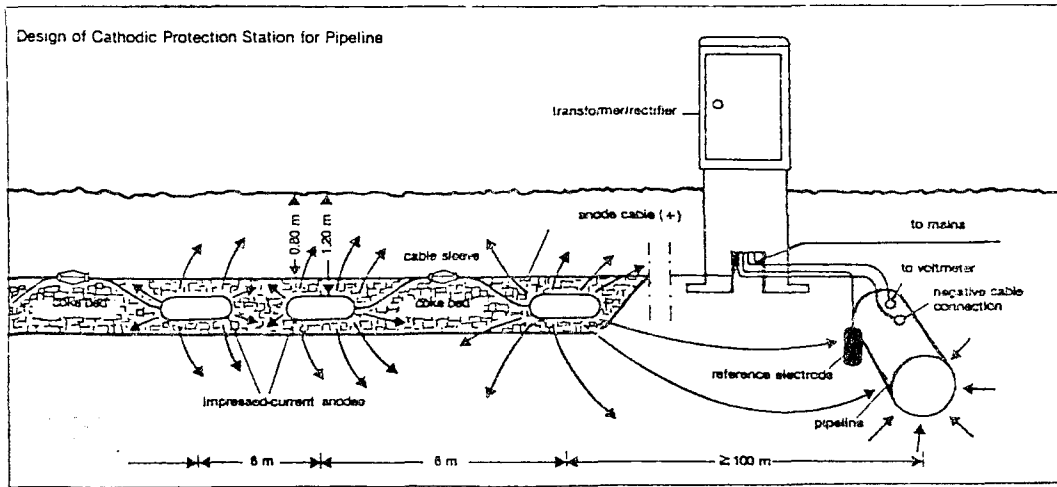 Design of Cathodic Protection Station for Pipeline
transformer/rectifier
0.80 m
1.20 m
anode cable (+)
to mains
cable sleeve
to voltmeter
coke bed
coke bed
negative cable
connection
reference electrode
impressed-current anodes
pipeline
6 m
6 m
≥ 100 m